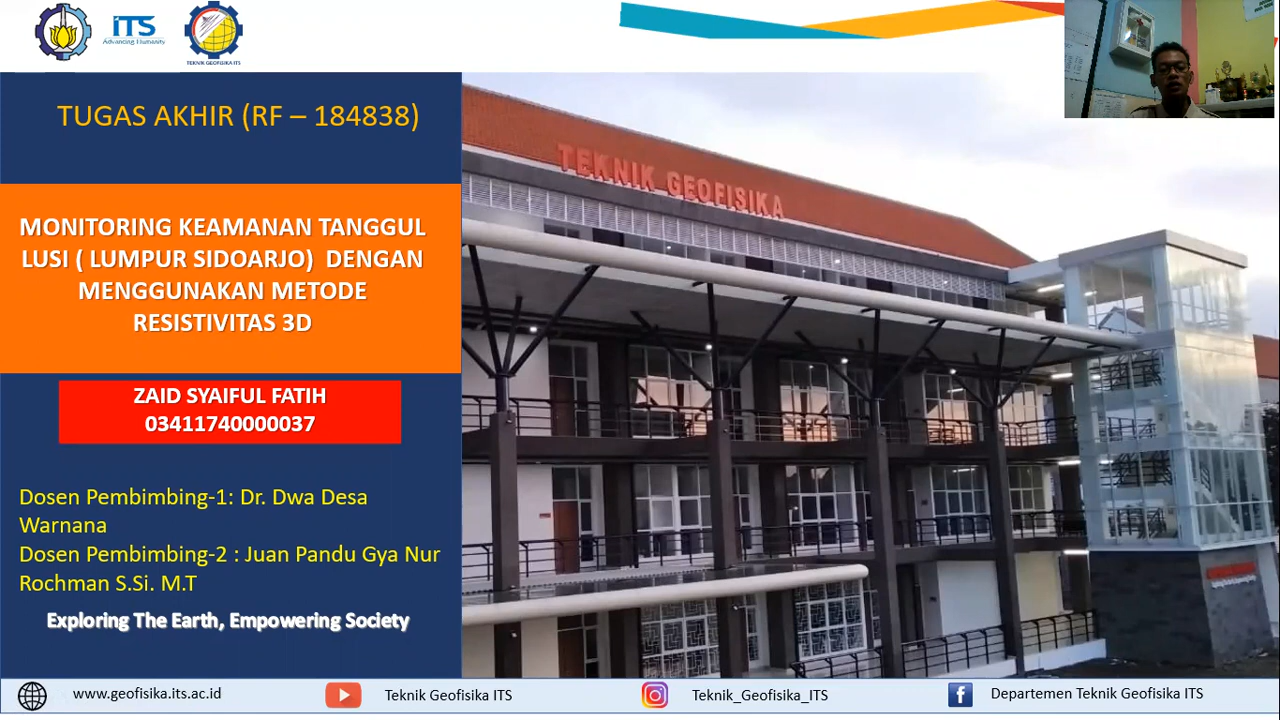 ITS
Advancing Humanity
TEKNIK GEOFISIKA ITS
TUGAS AKHIR (RF – 184838)
MONITORING KEAMANAN TANGGUL
LUSI ( LUMPUR SIDOARJO) DENGAN
MENGGUNAKAN METODE
RESISTIVITAS 3D
ZAID SYAIFUL FATIH
03411740000037
Dosen Pembimbing-1: Dr. Dwa Desa
Warnana
Dosen Pembimbing-2 : Juan Pandu Gya Nur
Rochman S.Si. M.T
Exploring The Earth, Empowering Society
TEKNIK GEOFISIKA
www.geofisika.its.ac.id
Teknik Geofisika ITS
Teknik_Geofisika_ITS
Departemen Teknik Geofisika ITS